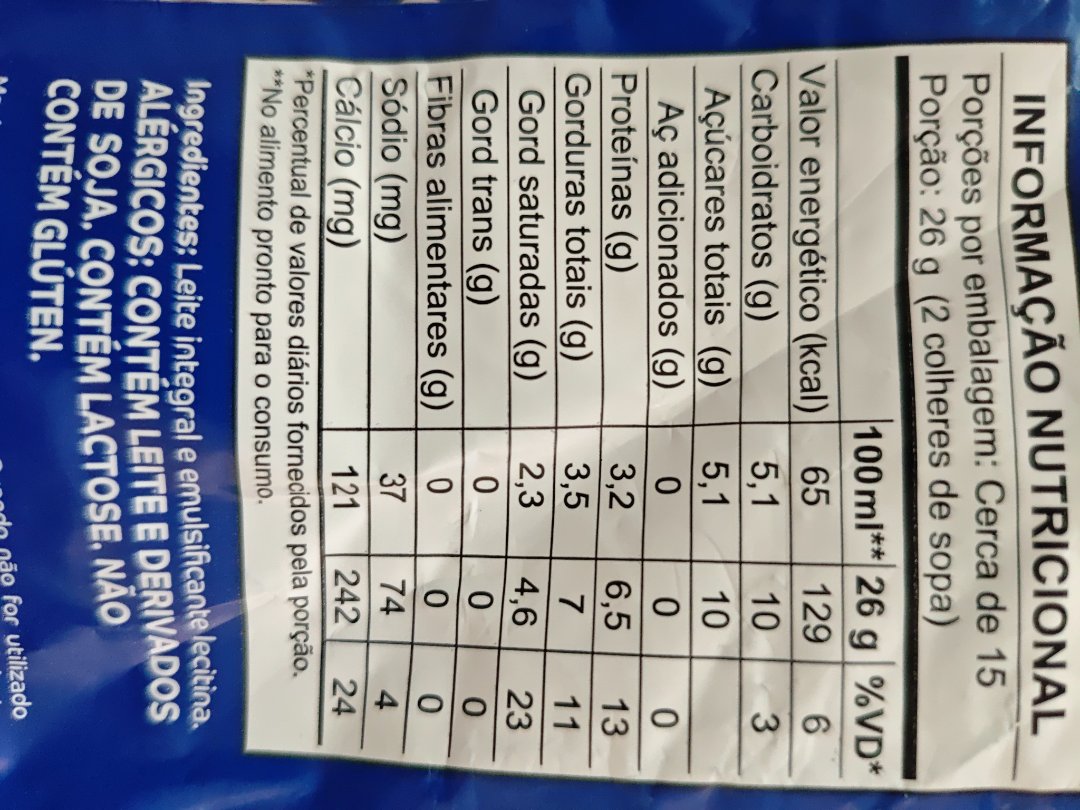 INFORMAÇÃO NUTRICIONAL
Porções por embalagem: Cerca de 15
Porção: 26 g (2 colheres de sopa)
100ml** 26 g %VD*
Valor energético (kcal) 65 129 6
Carboidratos (g) 5,1 10 3
Açúcares totais (g) 5,1 10
Aç adicionados (g) 0 0 0
Proteínas (g) 3,2 6,5 13
Gorduras totais (g) 3,5 7 11
Gord saturadas (g) 2,3 4,6 23
Gord trans (g) 0 0 0
Fibras alimentares (g) 0 0 0
Sódio (mg) 37 74 4
Cálcio (mg) 121 242 24
*Percentual de valores diários fornecidos pela porção.
**No alimento pronto para o consumo.
Ingredientes: Leite integral e emulsificante lecitina.
ALÉRGICOS: CONTÉM LEITE E DERIVADOS
DE SOJA. CONTÉM LACTOSE. NÃO
CONTÉM GLÚTEN.
não for utilizado